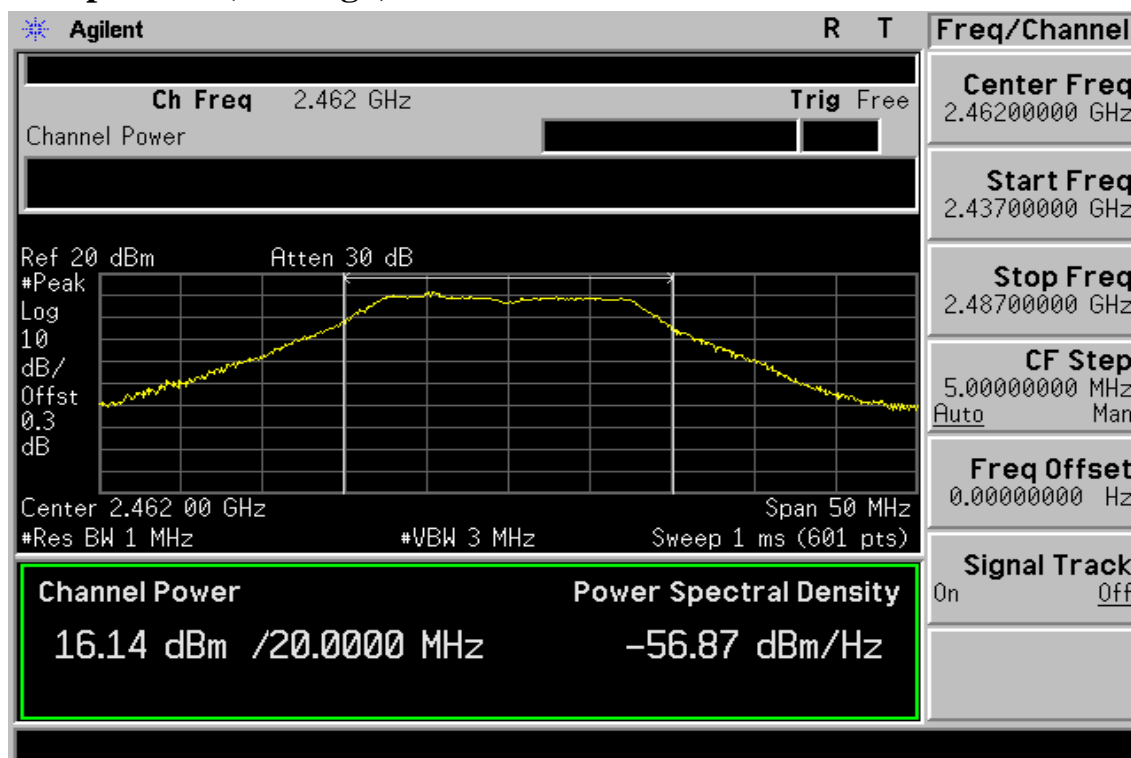 Agilent R T Freq/Channel
Ch Freq 2.462 GHz Trig Free
Channel Power
Center Freq
2.46200000 GHz
Start Freq
2.43700000 GHz
Stop Freq
2.48700000 GHz
CF Step
5.00000000 MHz
Auto Man
Freq Offset
0.00000000 Hz
Signal Track
On Off
Ref 20 dBm Atten 30 dB
#Peak
Log
10
dB/
Offst
0.3
dB
Center 2.462 00 GHz Span 50 MHz
#Res BW 1 MHz #VBW 3 MHz Sweep 1 ms (601 pts)
Channel Power Power Spectral Density
16.14 dBm /20.0000 MHz -56.87 dBm/Hz